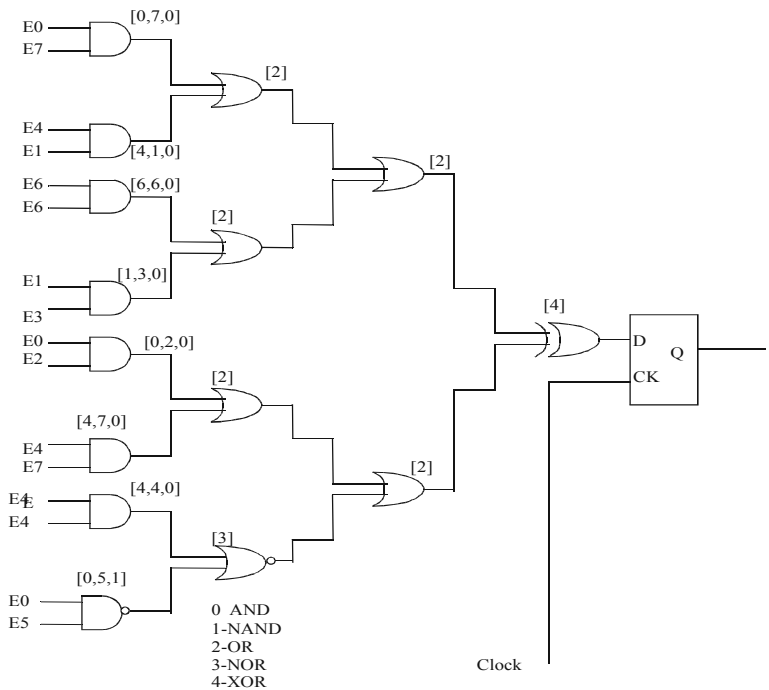 [0,7,0]
E0
E7
[2]
E4
E1
[4,1,0]
[2]
E6
[6,6,0]
E6
[2]
E1
[1,3,0]
E3
[4]
E0
[0,2,0]
E2
D
Q
[2]
CK
[4,7,0]
E4
E7
[2]
E4E
[4,4,0]
E4
[3]
[0,5,1]
E0
E5
0 AND
1-NAND
2-OR
3-NOR
4-XOR
Clock